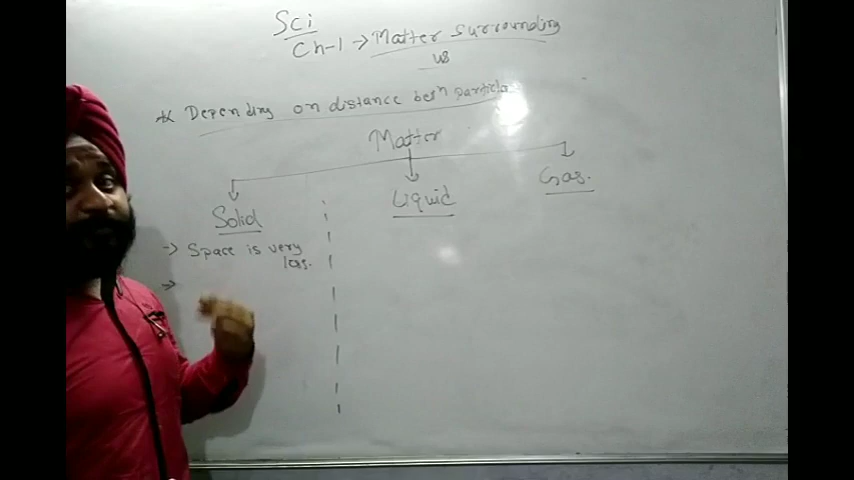 Sci
Ch-1 → Matter surrounding
us
* Depending on distance betn particles
Matter
Solid
Liquid
Gas.
→ Space is very
less.
→